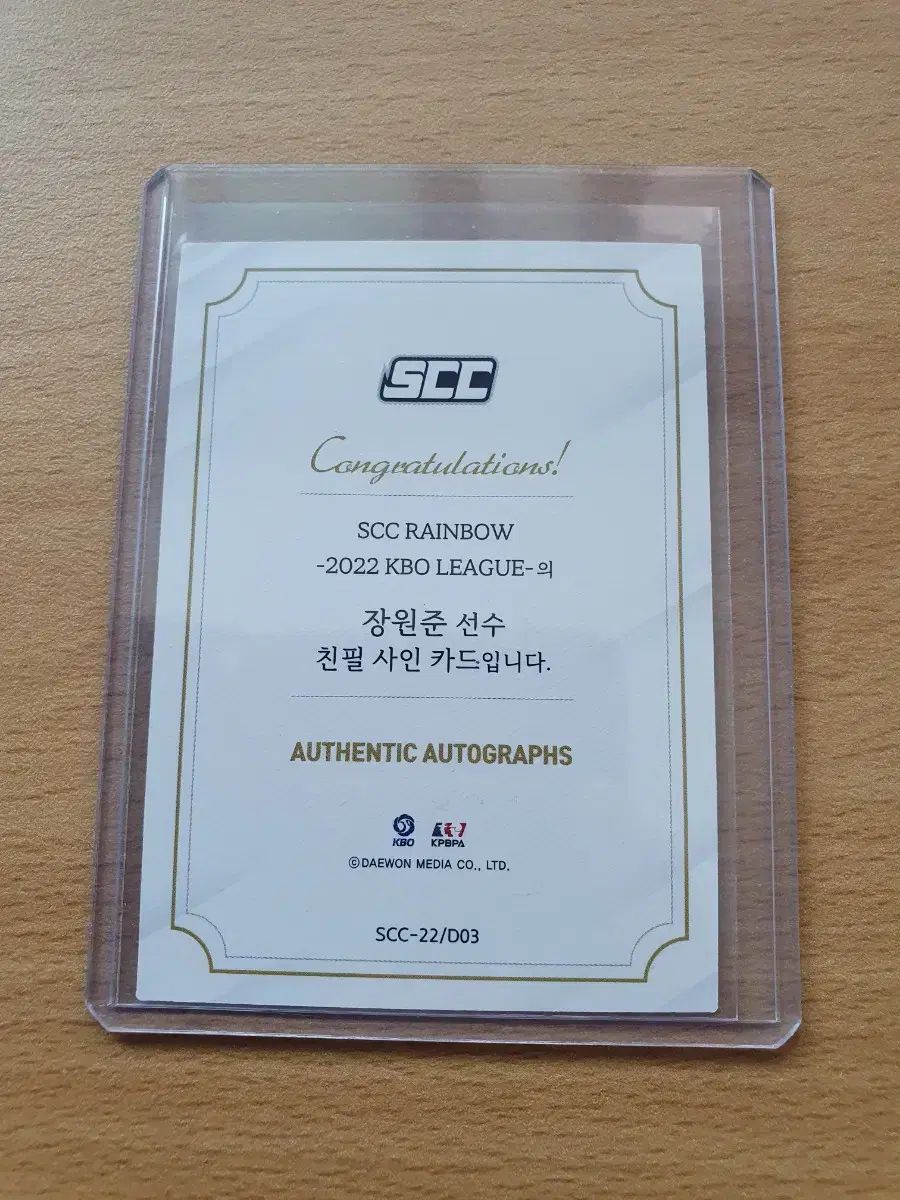 SCC
Congratulations!
SCC RAINBOW
-2022 KBO LEAGUE-의
장원준 선수
친필 사인 카드입니다.
AUTHENTIC AUTOGRAPHS
KBO KPBPA
©DAEWON MEDIA CO., LTD.
SCC-22/D03